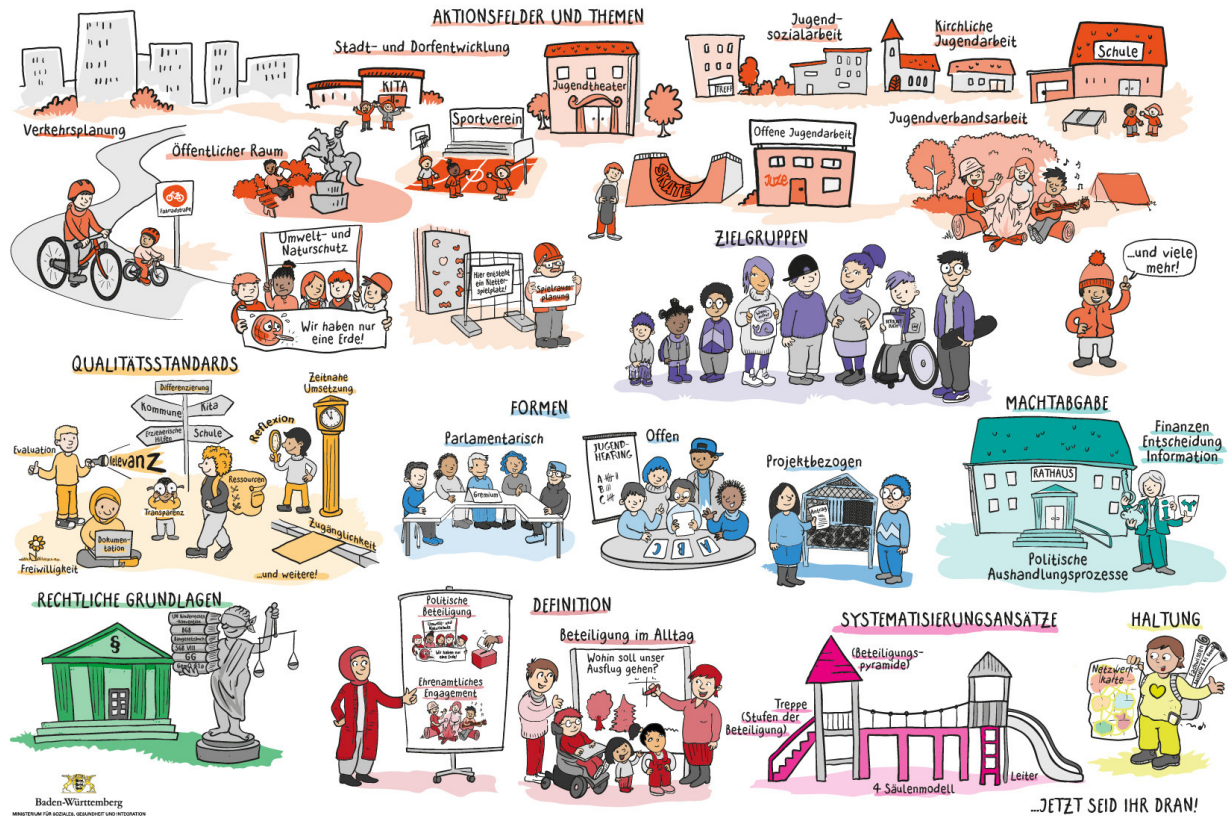 AKTIONSFELDER UND THEMEN
Stadt- und Dorfentwicklung
KITA
Jugendtheater
Jugend-
sozialarbeit
TREFF
Kirchliche
Jugendarbeit
Schule
Verkehrsplanung
Fahrradstraße
Öffentlicher Raum
Sportverein
SKATE
Offene Jugendarbeit
JUZE
Jugendverbandsarbeit
Umwelt- und
Naturschutz
Wir haben nur
eine Erde!
Hier entsteht
ein Kletter-
spielplatz!
Spielraum-
planung
ZIELGRUPPEN
...und viele
mehr!
QUALITÄTSSTANDARDS
Differenzierung
Kommune
Kita
Erzieherische
Hilfen
Schule
Evaluation
Relevanz
Reflexion
Zeitnahe
Umsetzung
Ressourcen
Transparenz
Dokumen-
tation
Freiwilligkeit
Zugänglichkeit
...und weitere!
FORMEN
Parlamentarisch
Gremium
Offen
JUGEND-
HEARING
A
B
C
C B A
Projektbezogen
Antrag
MACHTABGABE
Finanzen
Entscheidung
Information
RATHAUS
Politische
Aushandlungsprozesse
RECHTLICHE GRUNDLAGEN
§
BGB
SGB VIII
GG
DEFINITION
Politische
Beteiligung
Umwelt- und
Naturschutz
Wir haben nur
eine Erde!
Ehrenamtliches
Engagement
Beteiligung im Alltag
Wohin soll unser
Ausflug gehen?
SYSTEMATISIERUNGSANSÄTZE
(Beteiligungs-
pyramide)
Treppe
(Stufen der
Beteiligung)
4 Säulenmodell
Leiter
HALTUNG
Netzwerk
karte
...JETZT SEID IHR DRAN!
Baden-Württemberg
MINISTERIUM FÜR SOZIALES, GESUNDHEIT UND INTEGRATION